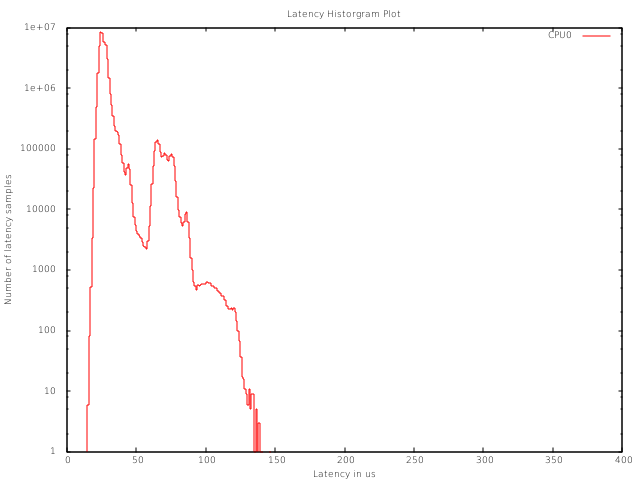 Latency Historgram Plot
CPU0
1e+07
1e+06
100000
10000
1000
100
10
1
Number of latency samples
0 50 100 150 200 250 300 350 400
Latency in us